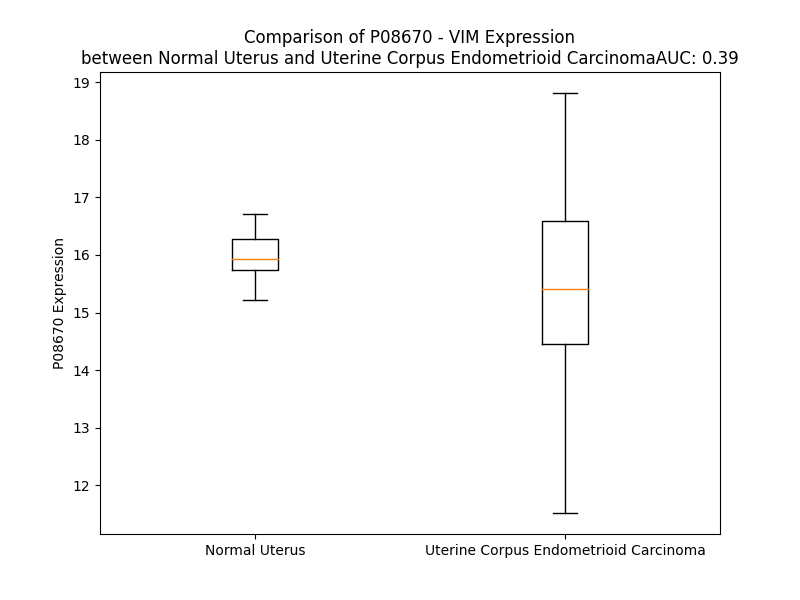 Comparison of P08670 - VIM Expression
between Normal Uterus and Uterine Corpus Endometrioid CarcinomaAUC: 0.39
19
18
17
16
15
14
13
12
P08670 Expression
Normal Uterus
Uterine Corpus Endometrioid Carcinoma